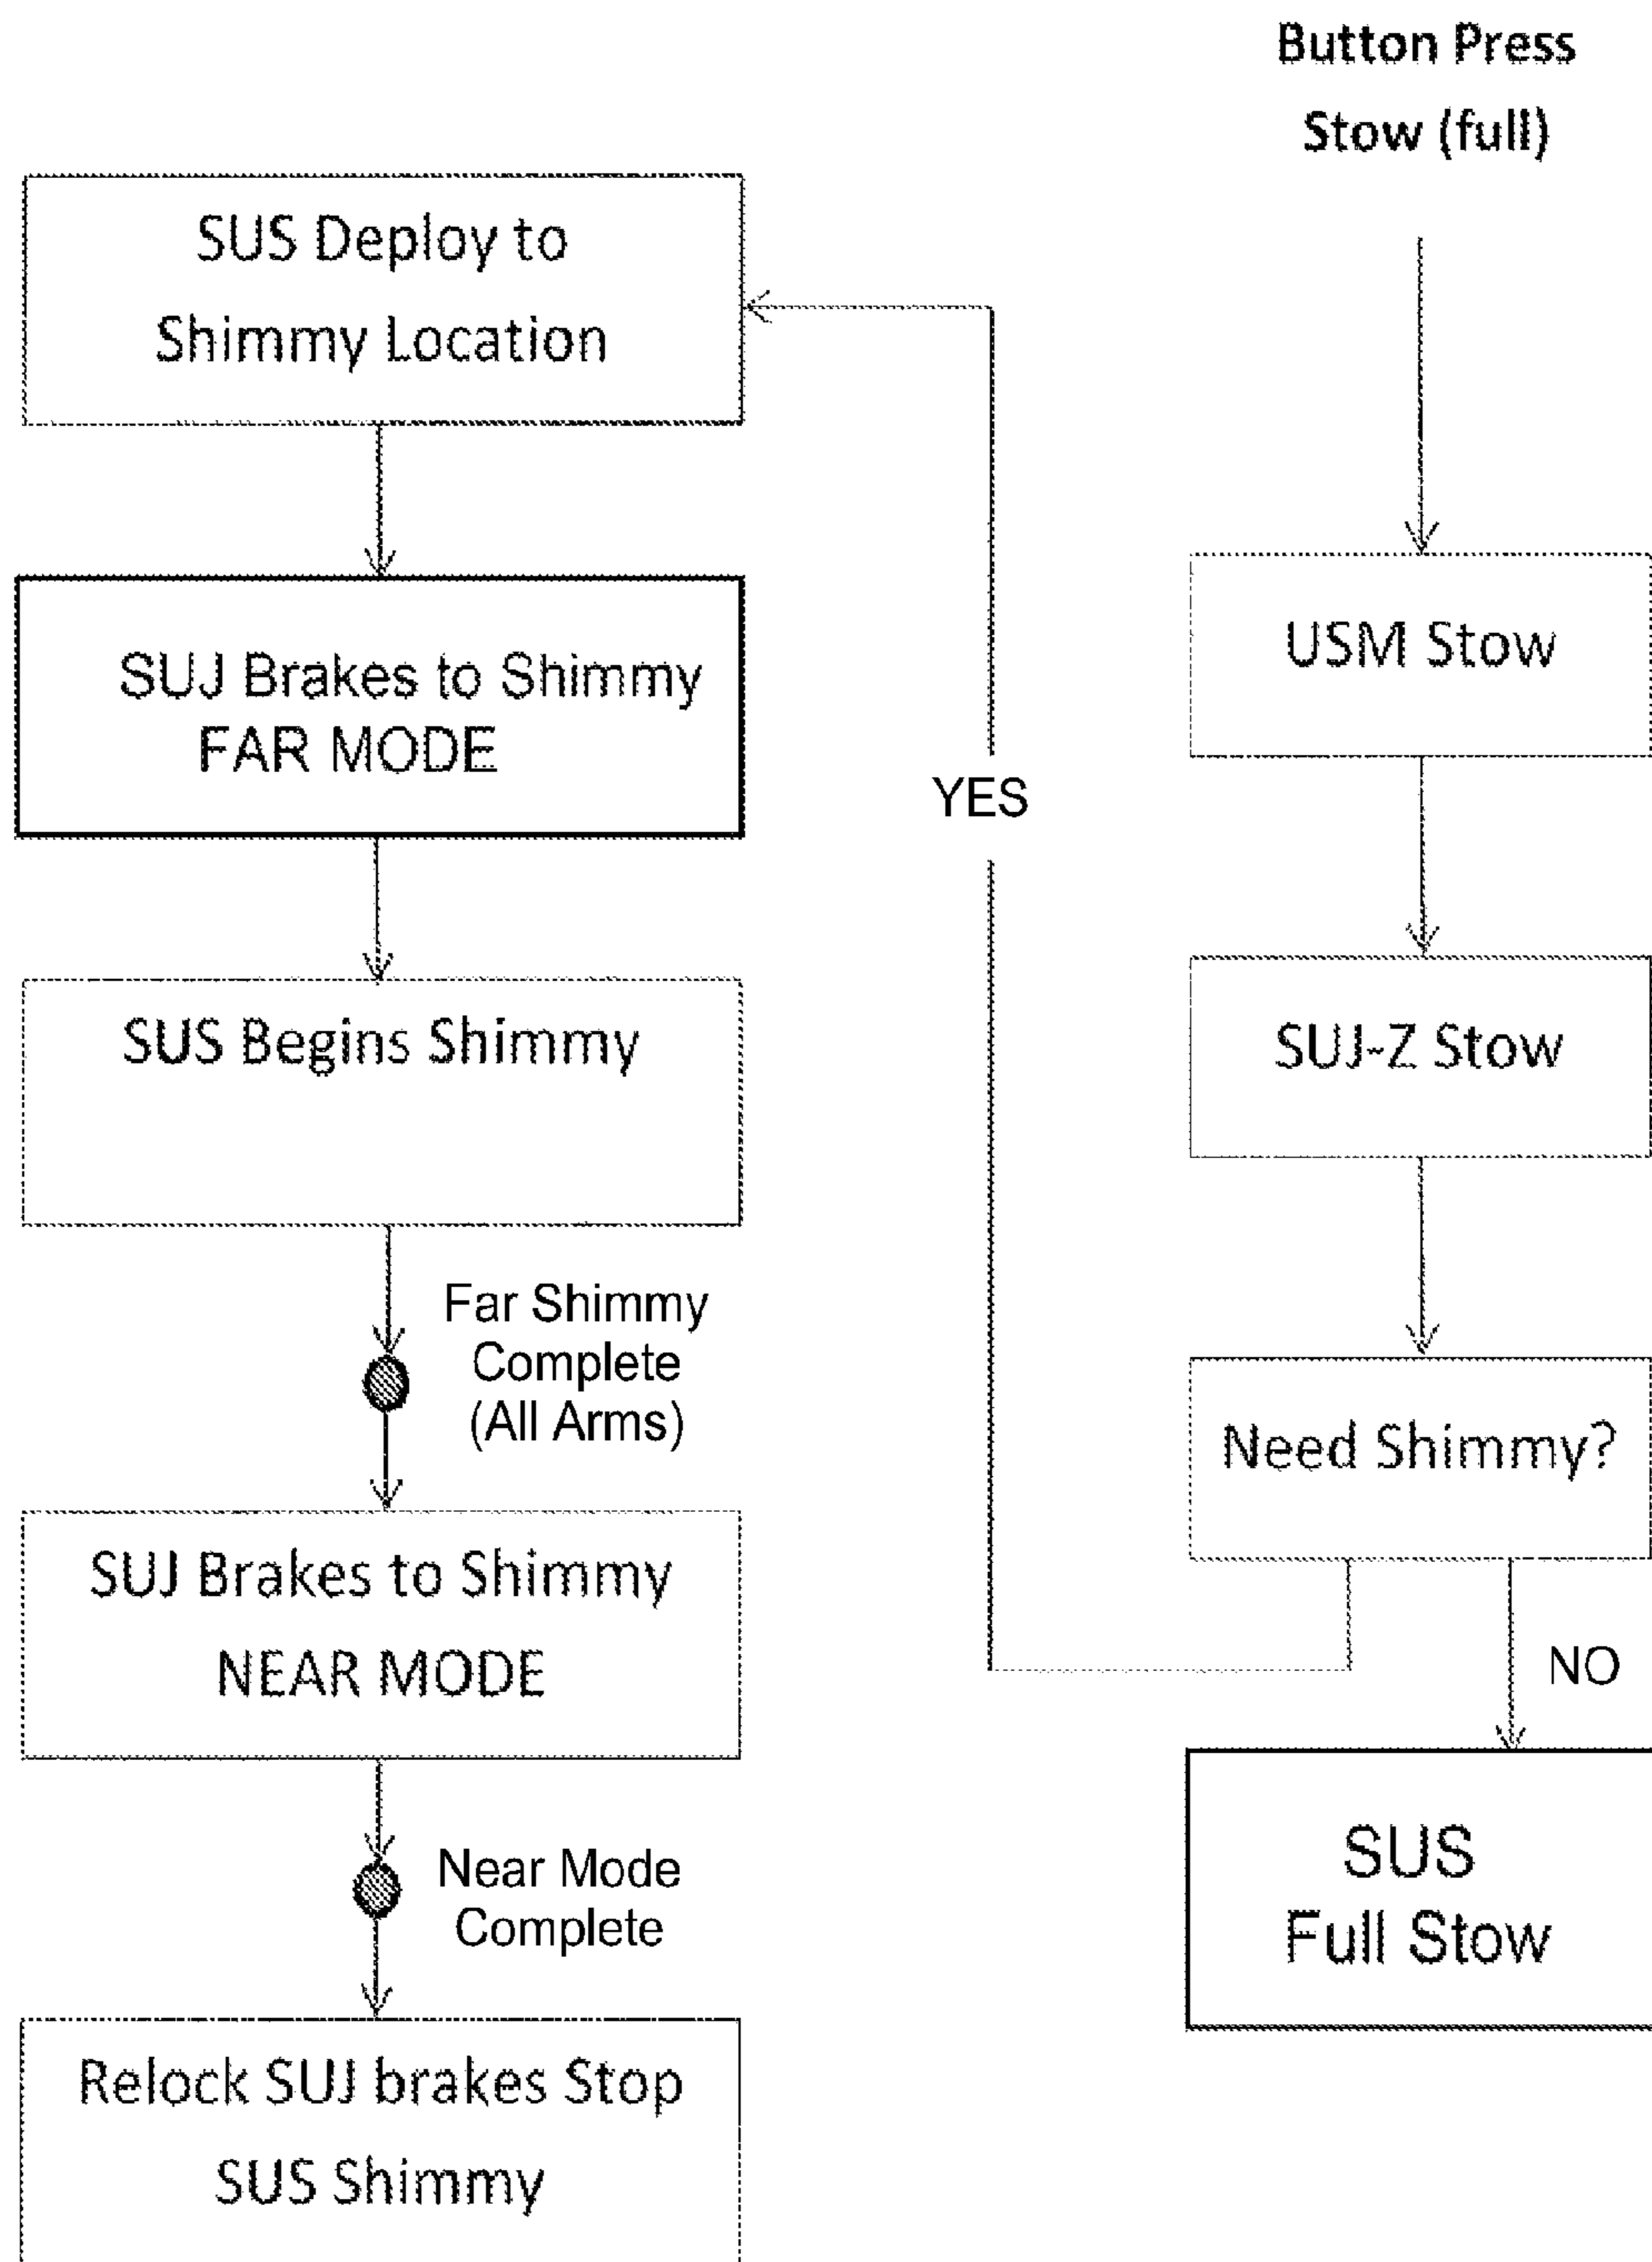 Button Press
Stow (full)
USM Stow
SUJ-Z Stow
Need Shimmy?
YES
NO
SUS
Full Stow
SUS Deploy to
Shimmy Location
SUJ Brakes to Shimmy
FAR MODE
SUS Begins Shimmy
Far Shimmy
Complete
(All Arms)
SUJ Brakes to Shimmy
NEAR MODE
Near Mode
Complete
Relock SUJ brakes Stop
SUS Shimmy